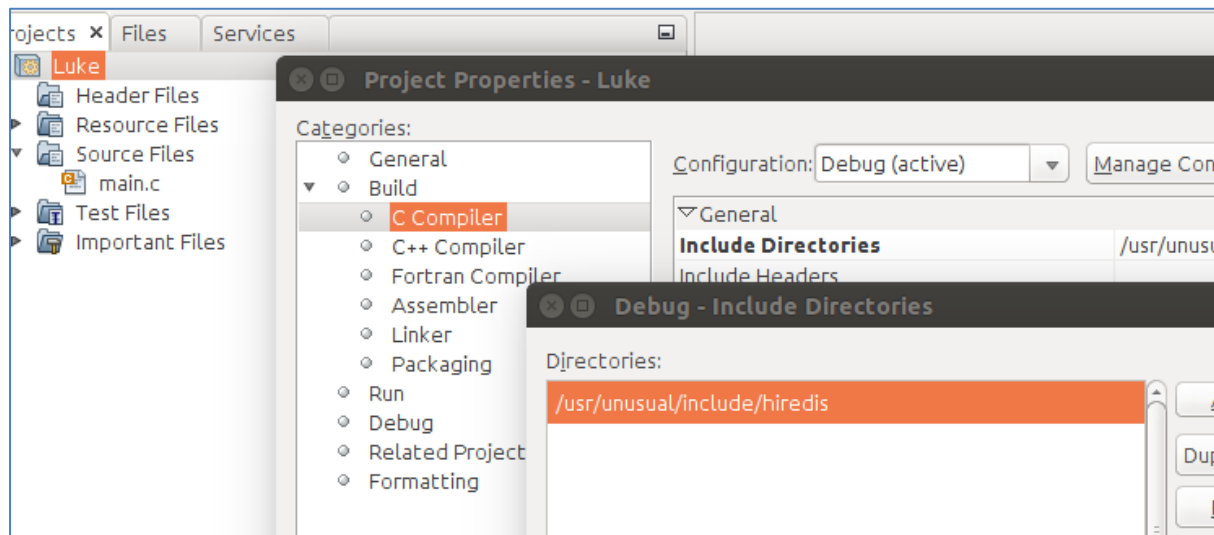 ojects × Files Services
Luke
Header Files
Resource Files
Source Files
main.c
Test Files
Important Files
Project Properties - Luke
Categories:
General
Build
C Compiler
C++ Compiler
Fortran Compiler
Assembler
Linker
Packaging
Run
Debug
Related Project
Formatting
Configuration: Debug (active) Manage Con
General
Include Directories /usr/unusu
Include Headers
Debug - Include Directories
Directories:
/usr/unusual/include/hiredis
Dup